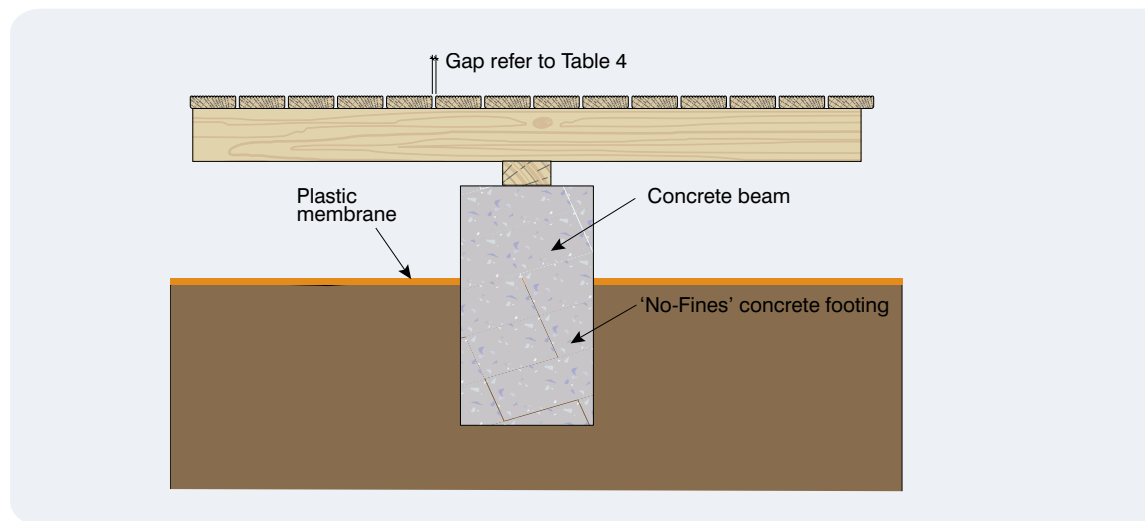 Gap refer to Table 4
Plastic
membrane
Concrete beam
‘No-Fines’ concrete footing